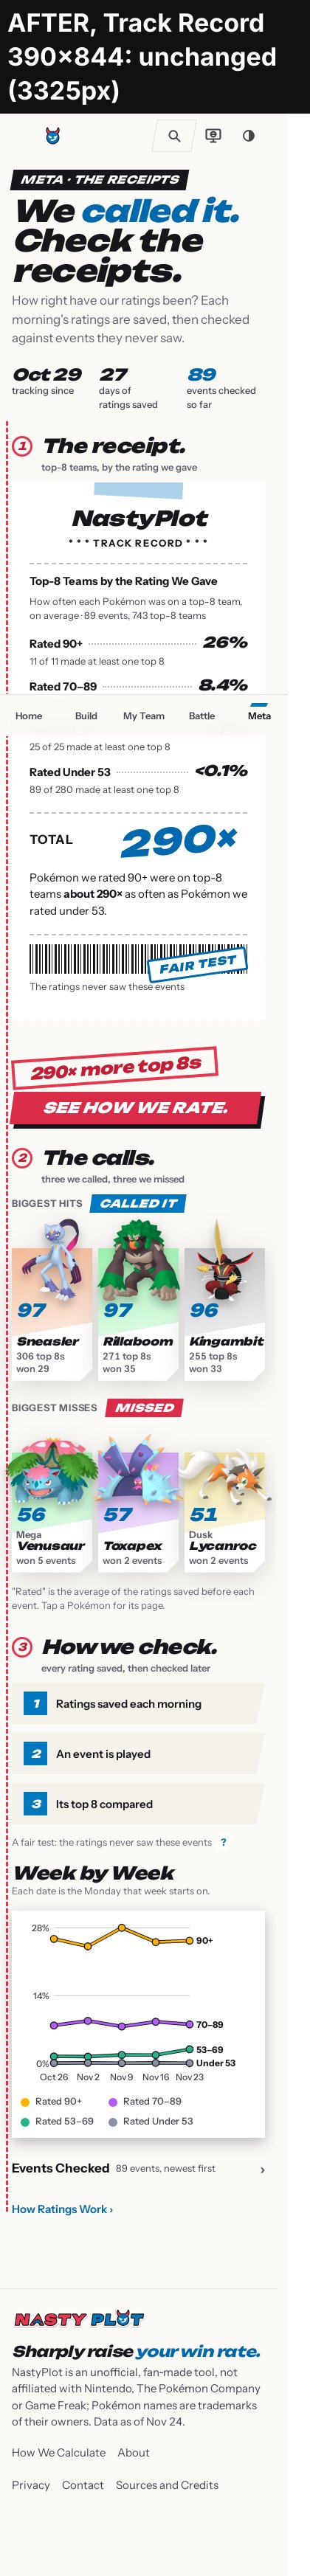 AFTER, Track Record
390×844: unchanged
(3325px)
META · THE RECEIPTS
We called it.
Check the
receipts.
How right have our ratings been? Each
morning's ratings are saved, then checked
against events they never saw.
Oct 29
tracking since
27
days of
ratings saved
89
events checked
so far
1 The receipt.
top-8 teams, by the rating we gave
NastyPlot
* * * TRACK RECORD * * *
Top-8 Teams by the Rating We Gave
How often each Pokémon was on a top-8 team,
on average · 89 events, 743 top-8 teams
Rated 90+ 26%
11 of 11 made at least one top 8
Rated 70–89 8.4%
Home Build My Team Battle Meta
25 of 25 made at least one top 8
Rated Under 53 <0.1%
89 of 280 made at least one top 8
TOTAL 290×
Pokémon we rated 90+ were on top-8
teams about 290× as often as Pokémon we
rated under 53.
FAIR TEST
The ratings never saw these events
290× more top 8s
SEE HOW WE RATE.
2 The calls.
three we called, three we missed
BIGGEST HITS CALLED IT
97
Sneasler
306 top 8s
won 29
97
Rillaboom
271 top 8s
won 35
96
Kingambit
255 top 8s
won 33
BIGGEST MISSES MISSED
56
Mega
Venusaur
won 5 events
57
Toxapex
won 2 events
51
Dusk
Lycanroc
won 2 events
"Rated" is the average of the ratings saved before each
event. Tap a Pokémon for its page.
3 How we check.
every rating saved, then checked later
1 Ratings saved each morning
2 An event is played
3 Its top 8 compared
A fair test: the ratings never saw these events ?
Week by Week
Each date is the Monday that week starts on.
28%
90+
14%
70–89
53–69
0% Under 53
Oct 26 Nov 2 Nov 9 Nov 16 Nov 23
Rated 90+ Rated 70–89
Rated 53–69 Rated Under 53
Events Checked 89 events, newest first ›
How Ratings Work ›
NASTY PLOT
Sharply raise your win rate.
NastyPlot is an unofficial, fan-made tool, not
affiliated with Nintendo, The Pokémon Company
or Game Freak; Pokémon names are trademarks
of their owners. Data as of Nov 24.
How We Calculate About
Privacy Contact Sources and Credits